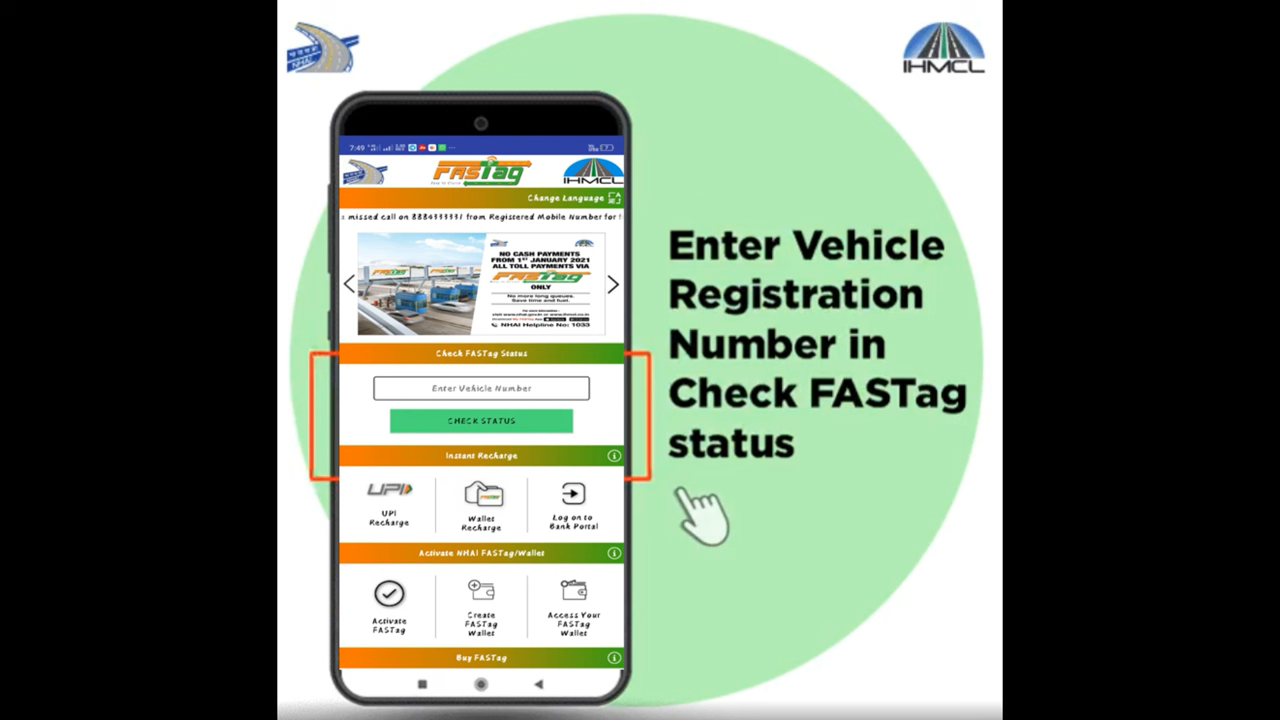 IHMCL
7:49
FASTag
IHMCL
Change Language
missed call on 8884333331 from Registered Mobile Number for
NO CASH PAYMENTS
FROM 1ST JANUARY 2021
ALL TOLL PAYMENTS VIA
FASTag
ONLY
No more long queues.
Save time and fuel.
NHAI Helpline No: 1033
Check FASTag Status
Enter Vehicle Number
CHECK STATUS
Instant Recharge
UPI
UPI
Recharge
Wallet
Recharge
Log on to
Bank Portal
Activate NHAI FASTag/Wallet
Activate
FASTag
Create
FASTag
Wallet
Access Your
FASTag
Wallet
Buy FASTag
Enter Vehicle
Registration
Number in
Check FASTag
status